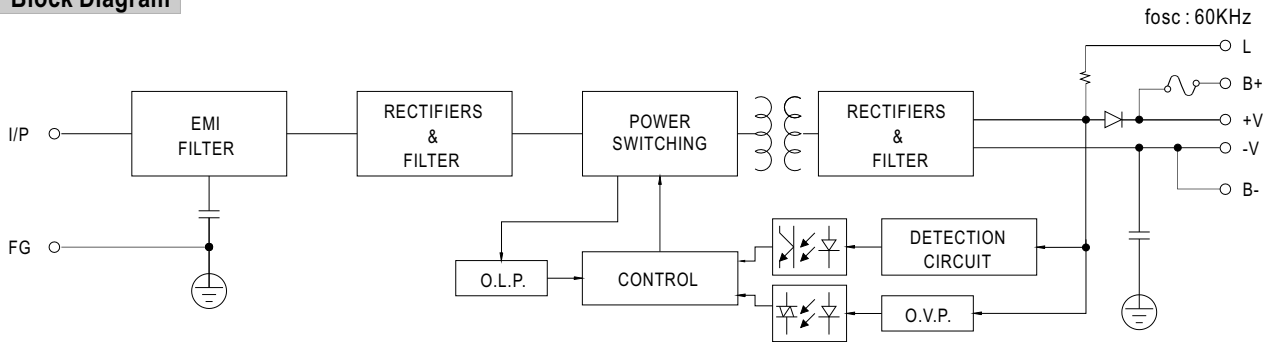 Block Diagram
fosc : 60KHz
L
B+
+V
-V
B-
I/P
FG
EMI
FILTER
RECTIFIERS
&
FILTER
POWER
SWITCHING
RECTIFIERS
&
FILTER
O.L.P.
CONTROL
DETECTION
CIRCUIT
O.V.P.